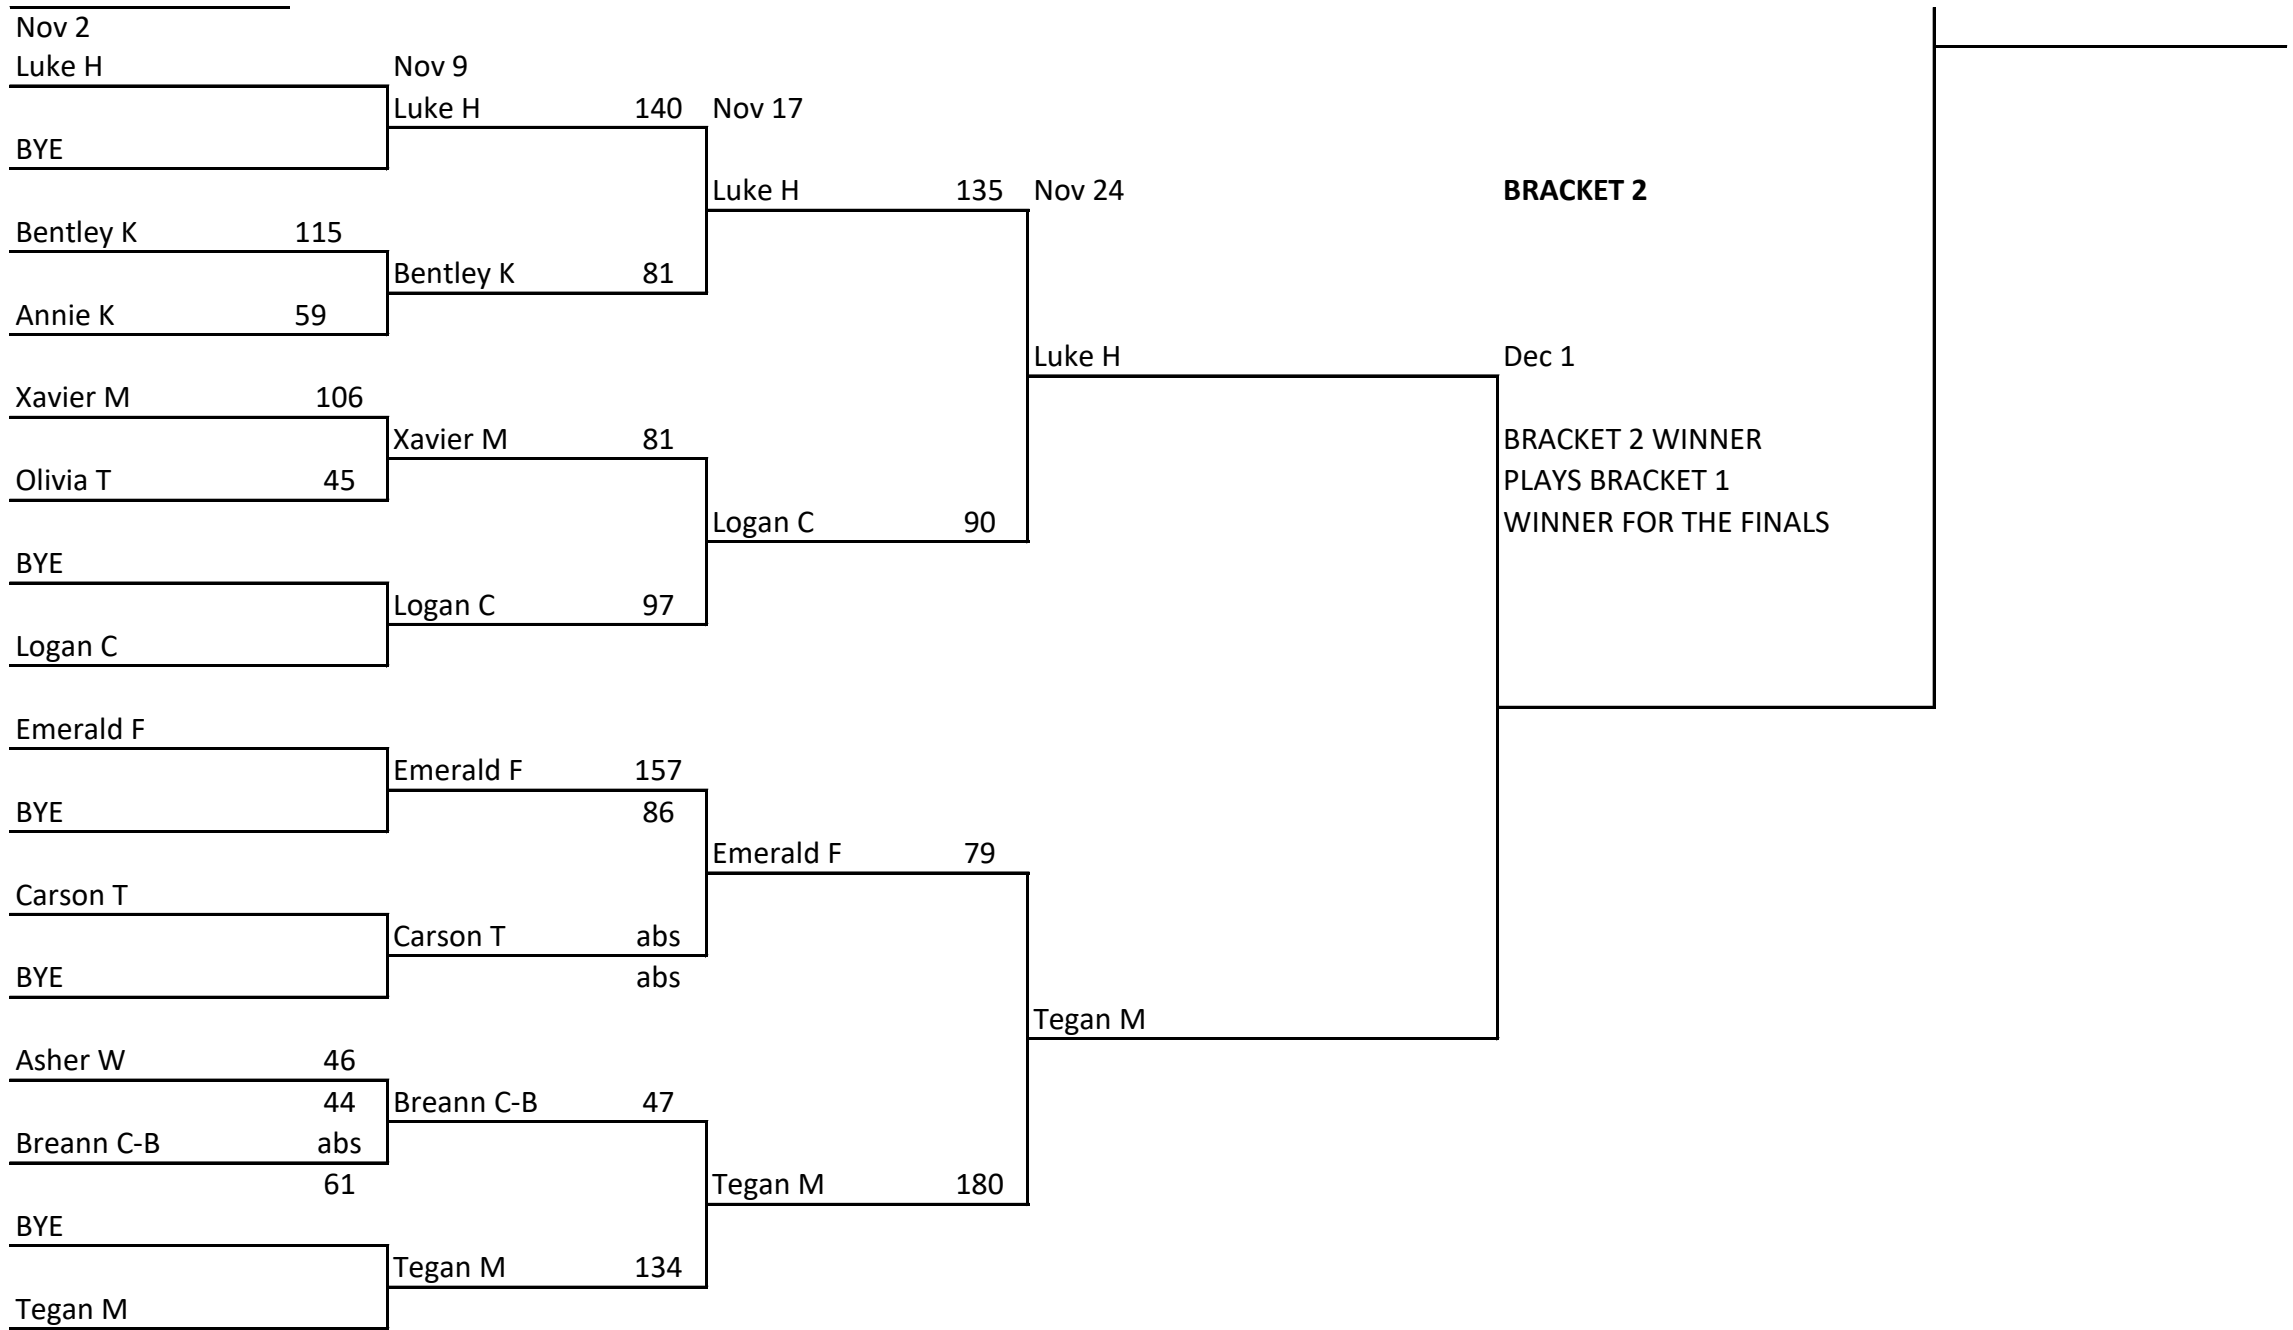 Nov 2
Luke H Nov 9
Luke H 140 Nov 17
BYE
Luke H 135 Nov 24 BRACKET 2
Bentley K 115
Bentley K 81
Annie K 59
Luke H Dec 1
Xavier M 106
Xavier M 81 BRACKET 2 WINNER
Olivia T 45 PLAYS BRACKET 1
Logan C 90 WINNER FOR THE FINALS
BYE
Logan C 97
Logan C
Emerald F
Emerald F 157
BYE 86
Emerald F 79
Carson T
Carson T abs
BYE abs
Tegan M
Asher W 46
44 Breann C-B 47
Breann C-B abs
61 Tegan M 180
BYE
Tegan M 134
Tegan M